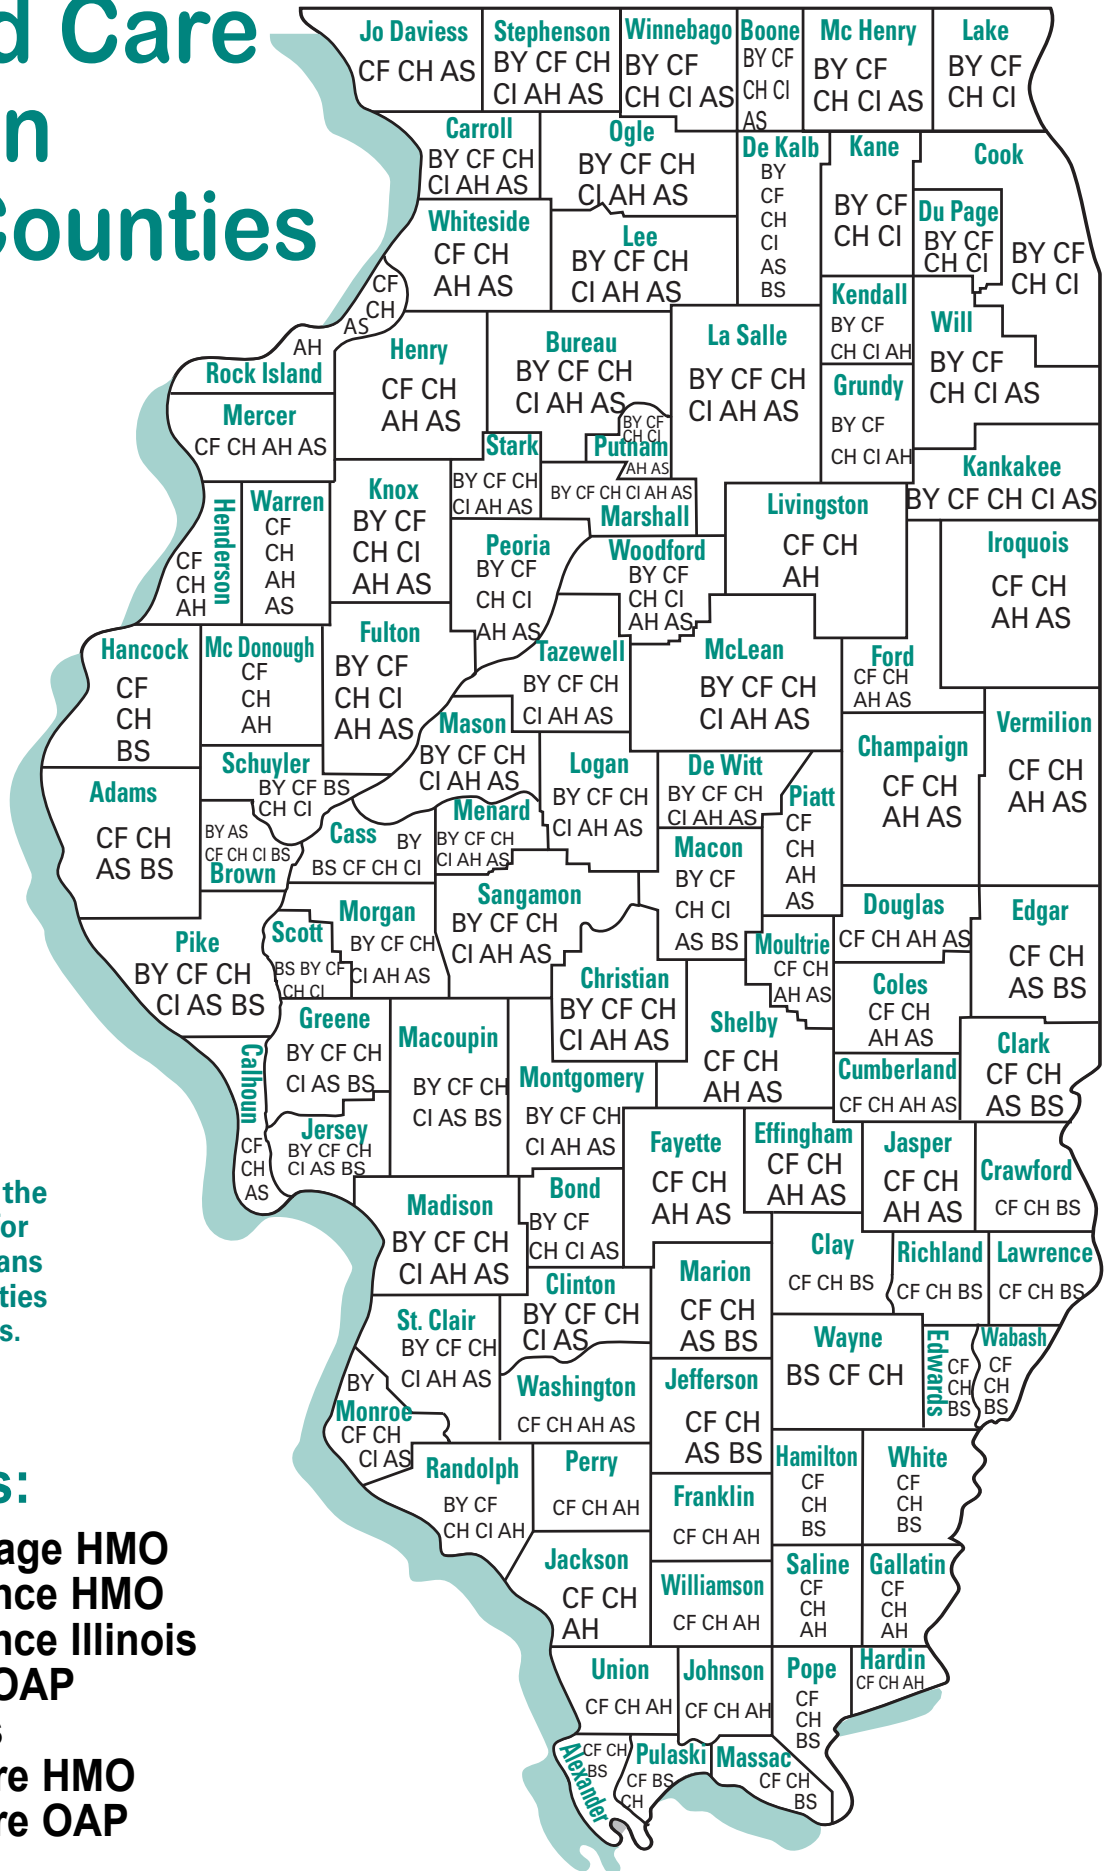 d Care
n
Counties
Jo Daviess
CF CH AS
Stephenson
BY CF CH
CI AH AS
Winnebago
BY CF
CH CI AS
Boone
BY CF
CH CI
AS
Mc Henry
BY CF
CH CI AS
Lake
BY CF
CH CI
Carroll
BY CF CH
CI AH AS
Ogle
BY CF CH
CI AH AS
De Kalb
BY
CF
CH
CI
AS
BS
Kane
BY CF
CH CI
Cook
BY CF
CH CI
Du Page
BY CF
CH CI
Whiteside
CF CH
AH AS
Lee
BY CF CH
CI AH AS
Kendall
BY CF
CH CI AH
Will
BY CF
CH CI AS
CF
CH
AS
AH
Rock Island
Henry
CF CH
AH AS
Bureau
BY CF CH
CI AH AS
La Salle
BY CF CH
CI AH AS
Grundy
BY CF
CH CI AH
Mercer
CF CH AH AS
Stark
BY CF CH
CI AH AS
BY CF
CH CI
Putnam
AH AS
BY CF CH CI AH AS
Marshall
Kankakee
BY CF CH CI AS
Henderson
CF
CH
AH
Warren
CF
CH
AH
AS
Knox
BY CF
CH CI
AH AS
Peoria
BY CF
CH CI
AH AS
Woodford
BY CF
CH CI
AH AS
Livingston
CF CH
AH
Iroquois
CF CH
AH AS
Hancock
CF
CH
BS
Mc Donough
CF
CH
AH
Fulton
BY CF
CH CI
AH AS
Tazewell
BY CF CH
CI AH AS
McLean
BY CF CH
CI AH AS
Ford
CF CH
AH AS
Vermilion
CF CH
AH AS
Mason
BY CF CH
CI AH AS
Champaign
CF CH
AH AS
Schuyler
BY CF BS
CH CI
Logan
BY CF CH
CI AH AS
De Witt
BY CF CH
CI AH AS
Piatt
CF
CH
AH
AS
Adams
CF CH
AS BS
BY AS
CF CH CI BS
Brown
Cass
BY
BS CF CH CI
Menard
BY CF CH
CI AH AS
Macon
BY CF
CH CI
AS BS
Sangamon
BY CF CH
CI AH AS
Douglas
CF CH AH AS
Edgar
CF CH
AS BS
Morgan
BY CF CH
CI AH AS
Scott
BS BY CF
CH CI
Pike
BY CF CH
CI AS BS
Moultrie
CF CH
AH AS
Christian
BY CF CH
CI AH AS
Coles
CF CH
AH AS
Greene
BY CF CH
CI AS BS
Macoupin
BY CF CH
CI AS BS
Shelby
CF CH
AH AS
Clark
CF CH
AS BS
Calhoun
CF
CH
AS
Montgomery
BY CF CH
CI AH AS
Cumberland
CF CH AH AS
Jersey
BY CF CH
CI AS BS
Fayette
CF CH
AH AS
Effingham
CF CH
AH AS
Jasper
CF CH
AH AS
Crawford
CF CH BS
the
for
ans
ties
s.
Madison
BY CF CH
CI AH AS
Bond
BY CF
CH CI AS
Clay
CF CH BS
Richland
CF CH BS
Lawrence
CF CH BS
Marion
CF CH
AS BS
Clinton
BY CF CH
CI AS
St. Clair
BY CF CH
CI AH AS
Wayne
BS CF CH
Edwards
CF
CH
BS
Wabash
CF
CH
BS
Washington
CF CH AH AS
Jefferson
CF CH
AS BS
BY
Monroe
CF CH
CI AS
Randolph
BY CF
CH CI AH
Perry
CF CH AH
Hamilton
CF
CH
BS
White
CF
CH
BS
Franklin
CF CH AH
Jackson
CF CH
AH
Williamson
CF CH AH
Saline
CF
CH
AH
Gallatin
CF
CH
AH
Union
CF CH AH
Johnson
CF CH AH
Pope
CF
CH
BS
Hardin
CF CH AH
Alexander
CF CH
BS
Pulaski
CF BS
CH
Massac
CF CH
BS
s:
age HMO
nce HMO
nce Illinois
OAP
s
re HMO
re OAP